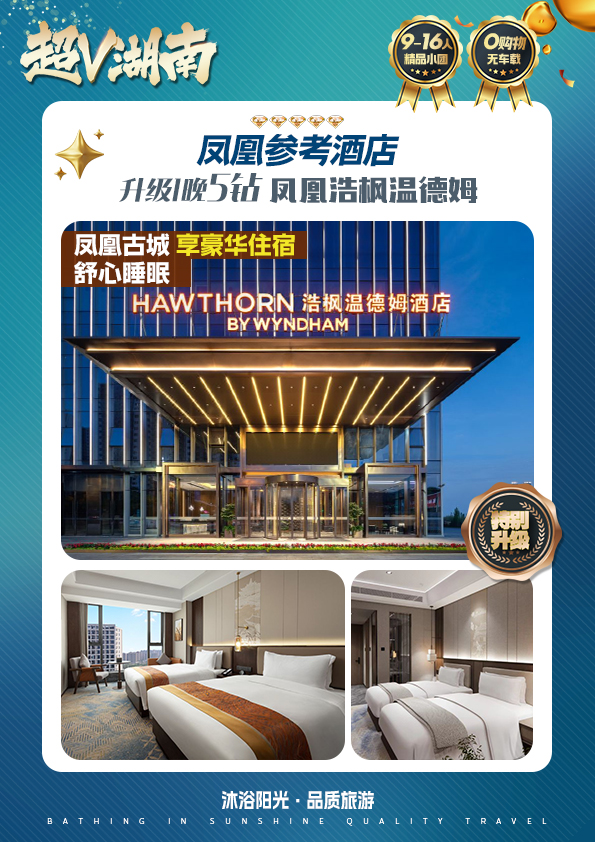 超V湖南
9-16人
精品小团
0购物
无车载
凤凰参考酒店
升级1晚5钻 凤凰浩枫温德姆
凤凰古城 享豪华住宿
舒心睡眠
HAWTHORN 浩枫温德姆酒店
BY WYNDHAM
特别
升级
沐浴阳光·品质旅游
BATHING IN SUNSHINE QUALITY TRAVEL